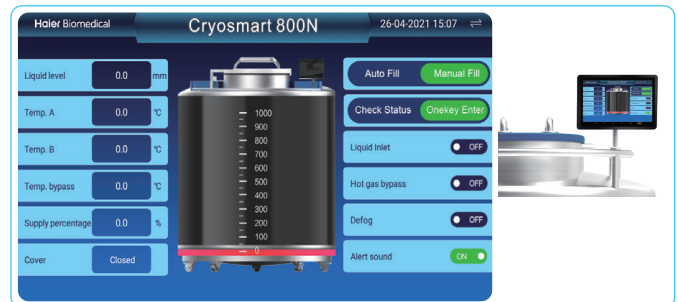 Haier Biomedical
Cryosmart 800N
26-04-2021 15:07
Liquid level 0.0 mm
Temp. A 0.0 ℃
Temp. B 0.0 ℃
Temp. bypass 0.0 ℃
Supply percentage 0.0 %
Cover Closed
1000
900
800
700
600
500
400
300
200
100
0
Auto Fill Manual Fill
Check Status Onekey Enter
Liquid Inlet OFF
Hot gas bypass OFF
Defog OFF
Alert sound ON